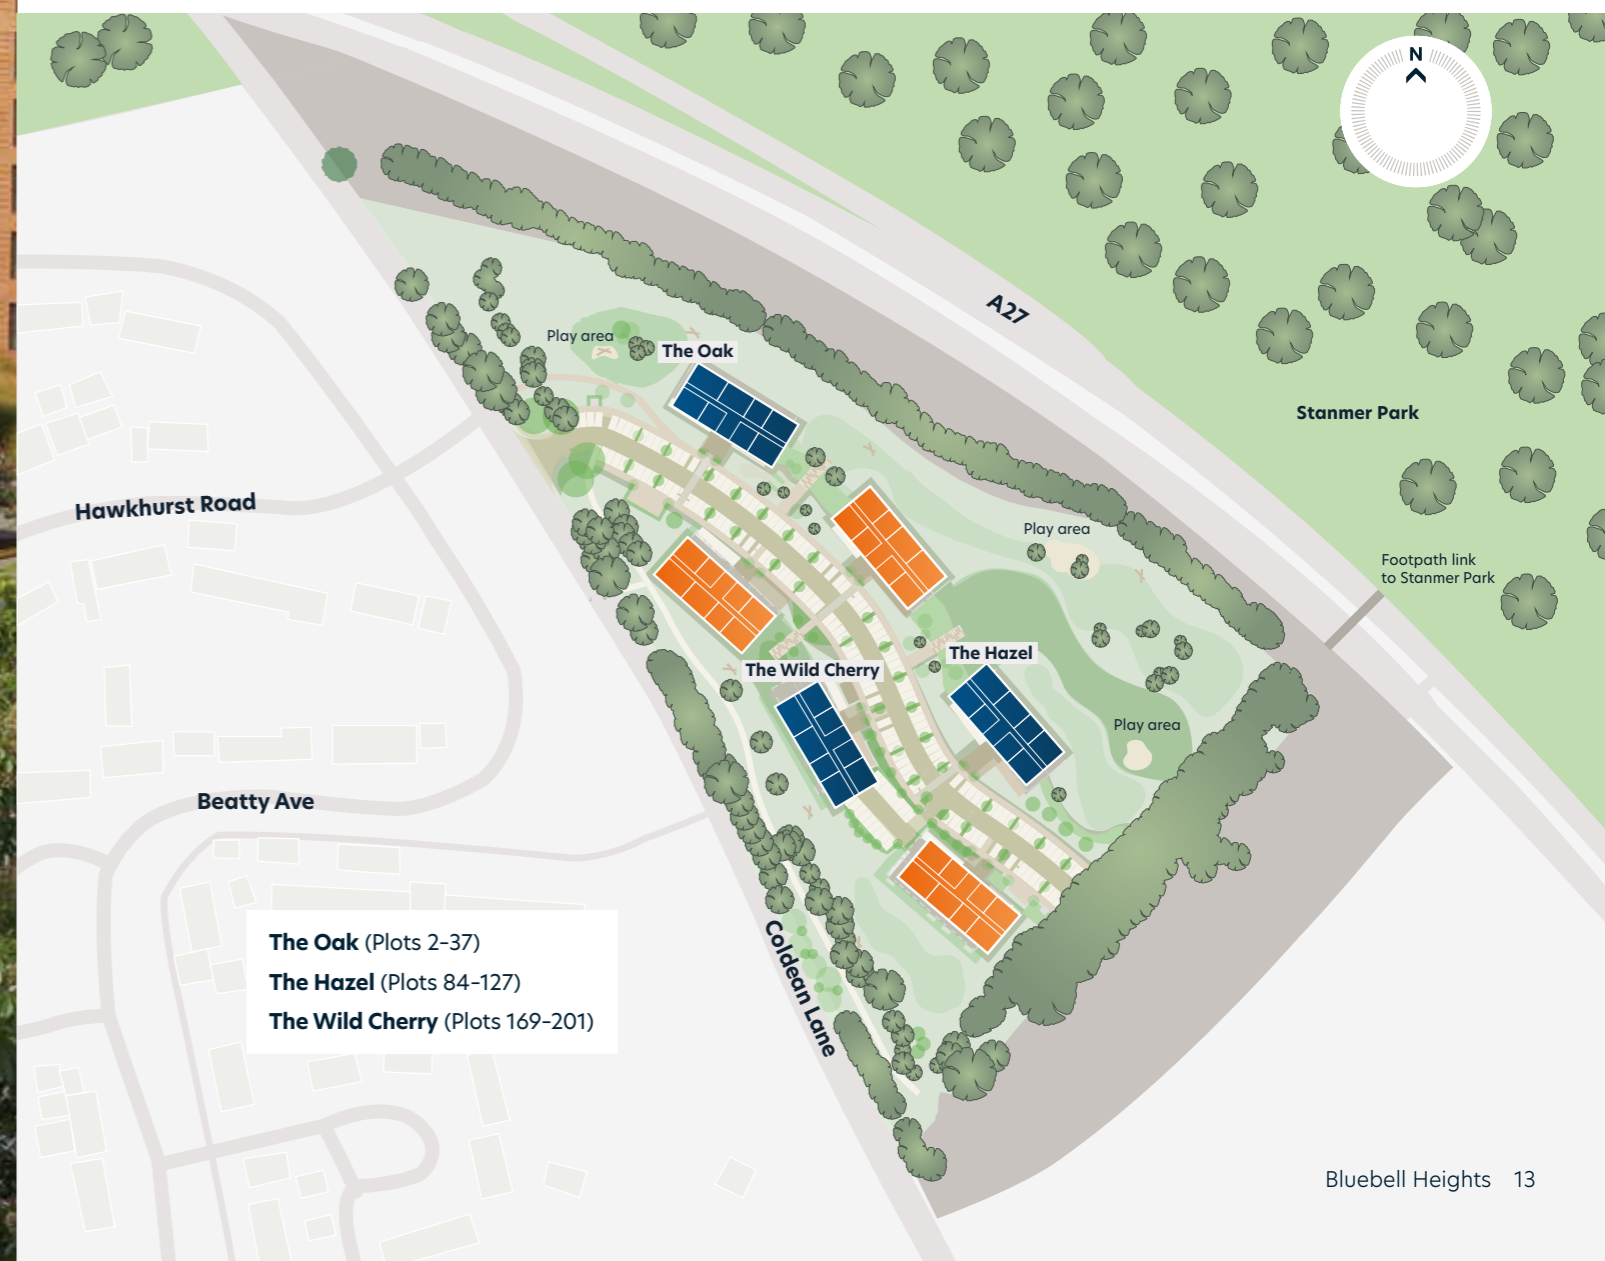 N
A27
Play area
The Oak
Stanmer Park
Hawkhurst Road
Play area
Footpath link
to Stanmer Park
The Hazel
The Wild Cherry
Play area
Beatty Ave
Coldean Lane
The Oak (Plots 2–37)
The Hazel (Plots 84–127)
The Wild Cherry (Plots 169–201)
Bluebell Heights 13